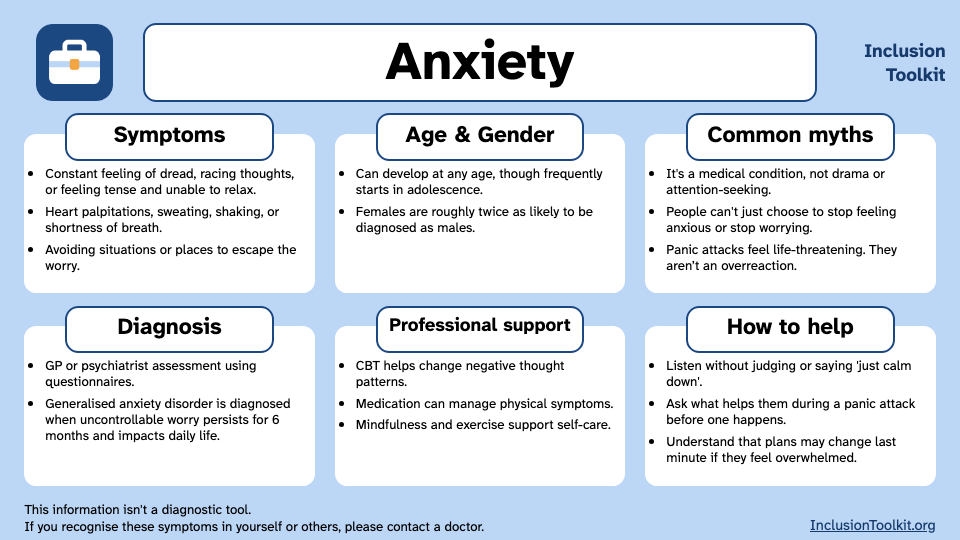 Anxiety
Inclusion
Toolkit
Symptoms
• Constant feeling of dread, racing thoughts,
or feeling tense and unable to relax.
• Heart palpitations, sweating, shaking, or
shortness of breath.
• Avoiding situations or places to escape the
worry.
Age & Gender
• Can develop at any age, though frequently
starts in adolescence.
• Females are roughly twice as likely to be
diagnosed as males.
Common myths
• It's a medical condition, not drama or
attention-seeking.
• People can't just choose to stop feeling
anxious or stop worrying.
• Panic attacks feel life-threatening. They
aren't an overreaction.
Diagnosis
• GP or psychiatrist assessment using
questionnaires.
• Generalised anxiety disorder is diagnosed
when uncontrollable worry persists for 6
months and impacts daily life.
Professional support
• CBT helps change negative thought
patterns.
• Medication can manage physical symptoms.
• Mindfulness and exercise support self-care.
How to help
• Listen without judging or saying 'just calm
down'.
• Ask what helps them during a panic attack
before one happens.
• Understand that plans may change last
minute if they feel overwhelmed.
This information isn't a diagnostic tool.
If you recognise these symptoms in yourself or others, please contact a doctor.
InclusionToolkit.org